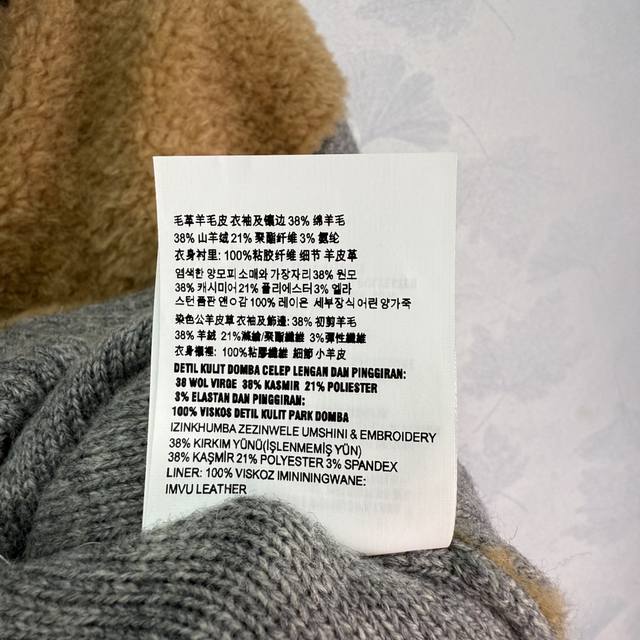 毛革羊毛皮 衣袖及镶边 38% 绵羊毛
38% 山羊绒 21% 聚酯纤维 3% 氨纶
衣身衬里: 100%粘胶纤维 细节 羊皮革
염색한 양모피 소매와 가장자리 38% 원모
38% 캐시미어 21% 폴리에스터 3% 엘라
스턴 폼판 앤 어감 100% 레이온 세부장식 어린 양가죽
染色公羊皮草 衣袖及飾邊: 38% 初剪羊毛
38% 羊絨 21%滌綸/聚酯纖維 3%彈性纖維
衣身襯裡: 100%粘膠纖維 細節 小羊皮
DETIL KULIT DOMBA CELEP LENGAN DAN PINGGIRAN:
38 WOL VIRGE 38% KASMIR 21% POLIESTER
3% ELASTAN DAN PINGGIRAN:
100% VISKOS DETIL KULIT PARK DOMBA
IZINKHUMBA ZEZINWELE UMSHINI & EMBROIDERY
38% KIRKIM YÜNÜ(İŞLENMEMİŞ YÜN)
38% KAŞMİR 21% POLYESTER 3% SPANDEX
LINER: 100% VISKOZ IMININİNGWANE:
IMVU LEATHER